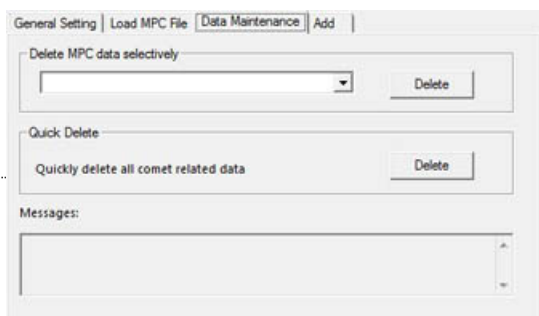 General Setting Load MPC File Data Maintenance Add
Delete MPC data selectively
Delete
Quick Delete
Quickly delete all comet related data Delete
Messages: